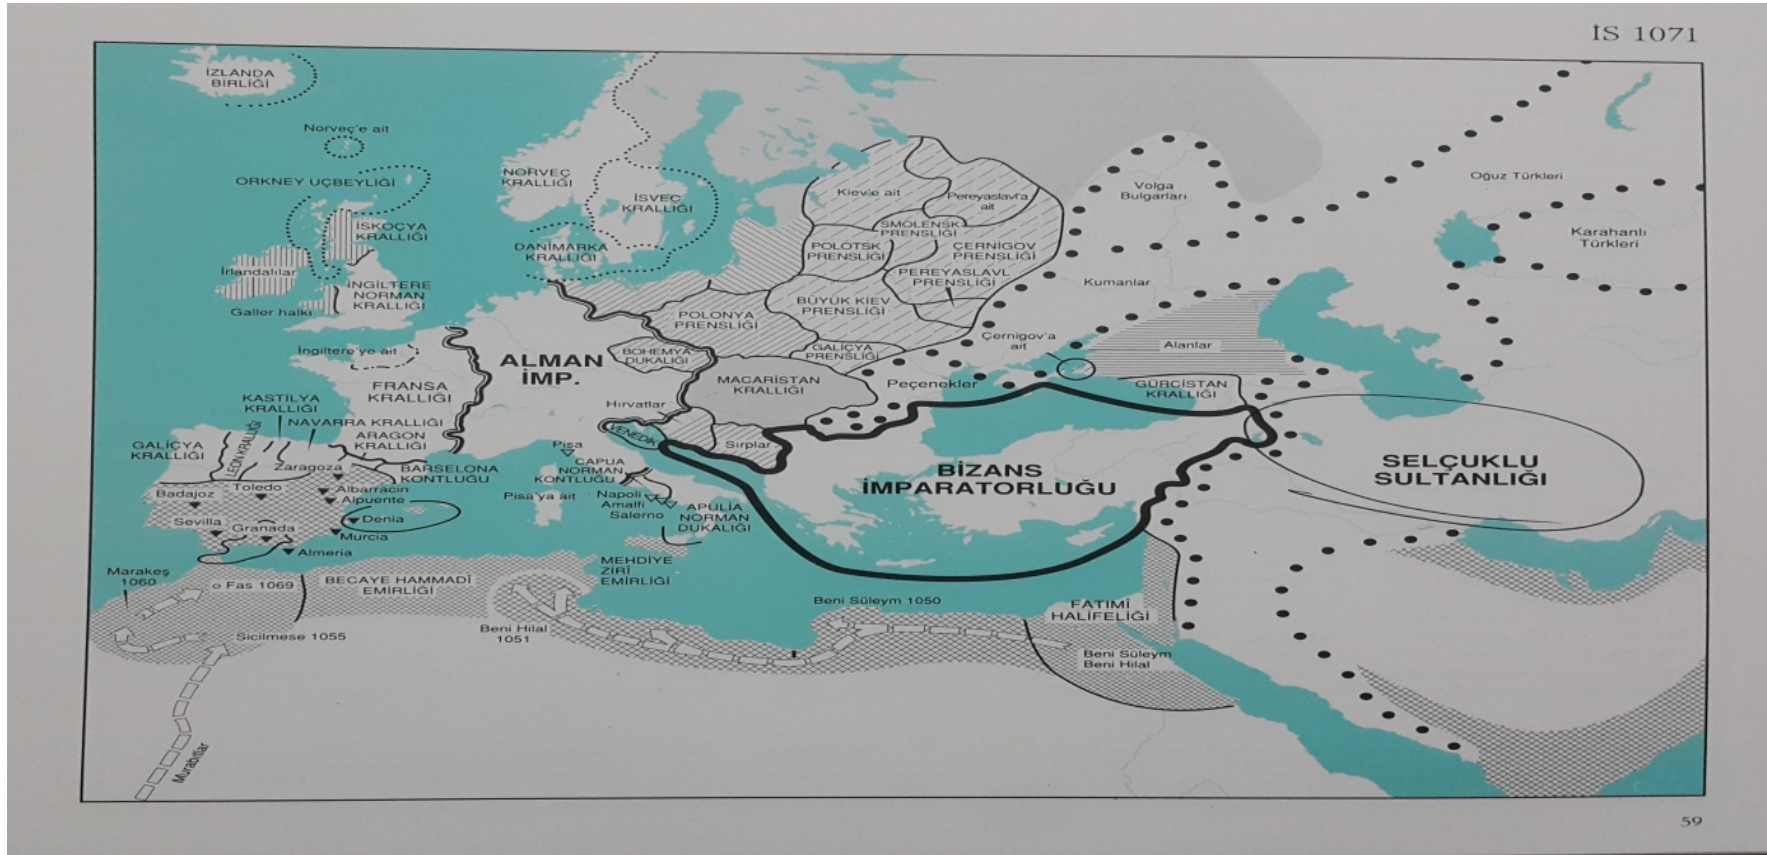 İS 1071
İZLANDA
BİRLİĞİ
Norveç'e ait
ORKNEY UÇBEYLİĞİ
İSKOÇYA
KRALLIĞI
İrlandalılar
İNGİLTERE
NORMAN
KRALLIĞI
Galler halkı
İngiltere'ye ait
NORVEÇ
KRALLIĞI
İSVEÇ
KRALLIĞI
DANİMARKA
KRALLIĞI
Kiev'e ait
Pereyaslavl'a
ait
SMOLENSK
PRENSLİĞİ
POLOTSK
PRENSLİĞİ
ÇERNİGOV
PRENSLİĞİ
PEREYASLAVL
PRENSLİĞİ
BÜYÜK KİEV
PRENSLİĞİ
POLONYA
PRENSLİĞİ
GALİÇYA
PRENSLİĞİ
BOHEMYA
DUKALIĞI
ALMAN
İMP.
MACARİSTAN
KRALLIĞI
FRANSA
KRALLIĞI
Volga
Bulgarları
Oğuz Türkleri
Karahanlı
Türkleri
Kumanlar
Çernigov'a
ait
Alanlar
Peçenekler
GÜRCİSTAN
KRALLIĞI
Hırvatlar
VENEDİK
Sırplar
KASTİLYA
KRALLIĞI
NAVARRA KRALLIĞI
GALİÇYA
KRALLIĞI
LEON KRALLIĞI
ARAGON
KRALLIĞI
Zaragoza
BARSELONA
KONTLUĞU
Badajoz
Toledo
Albarracin
Alpuente
Sevilla
Granada
Denia
Murcia
Almeria
Pisa
Pisa'ya ait
CAPUA
NORMAN
KONTLUĞU
Napoli
Amalfi
Salerno
APULİA
NORMAN
DUKALIĞI
BİZANS
İMPARATORLUĞU
SELÇUKLU
SULTANLIĞI
Marakeş
1060
o Fas 1069
BECAYE HAMMADİ
EMİRLİĞİ
MEHDİYE
ZİRİ
EMİRLİĞİ
Sicilmese 1055
Beni Hilal
1051
Beni Süleym 1050
FATIMİ
HALİFELİĞİ
Beni Süleym
Beni Hilal
Murabıtlar
59